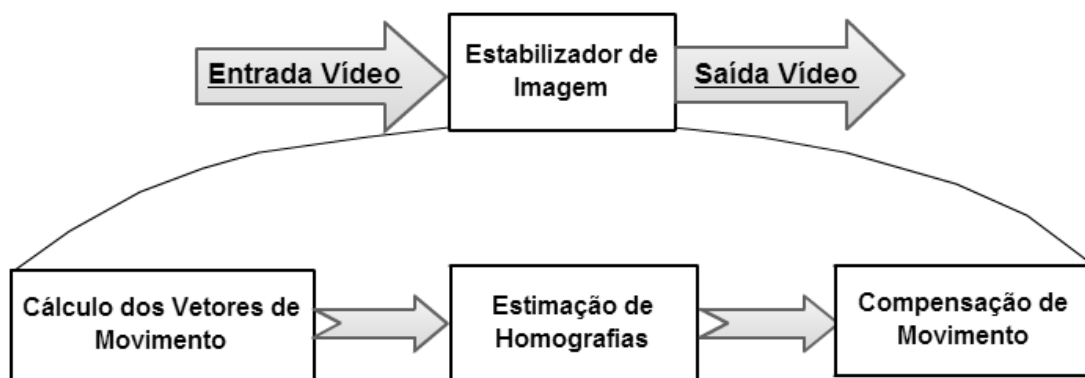 Entrada Vídeo
Estabilizador de
Imagem
Saída Vídeo
Cálculo dos Vetores de
Movimento
Estimação de
Homografias
Compensação de
Movimento